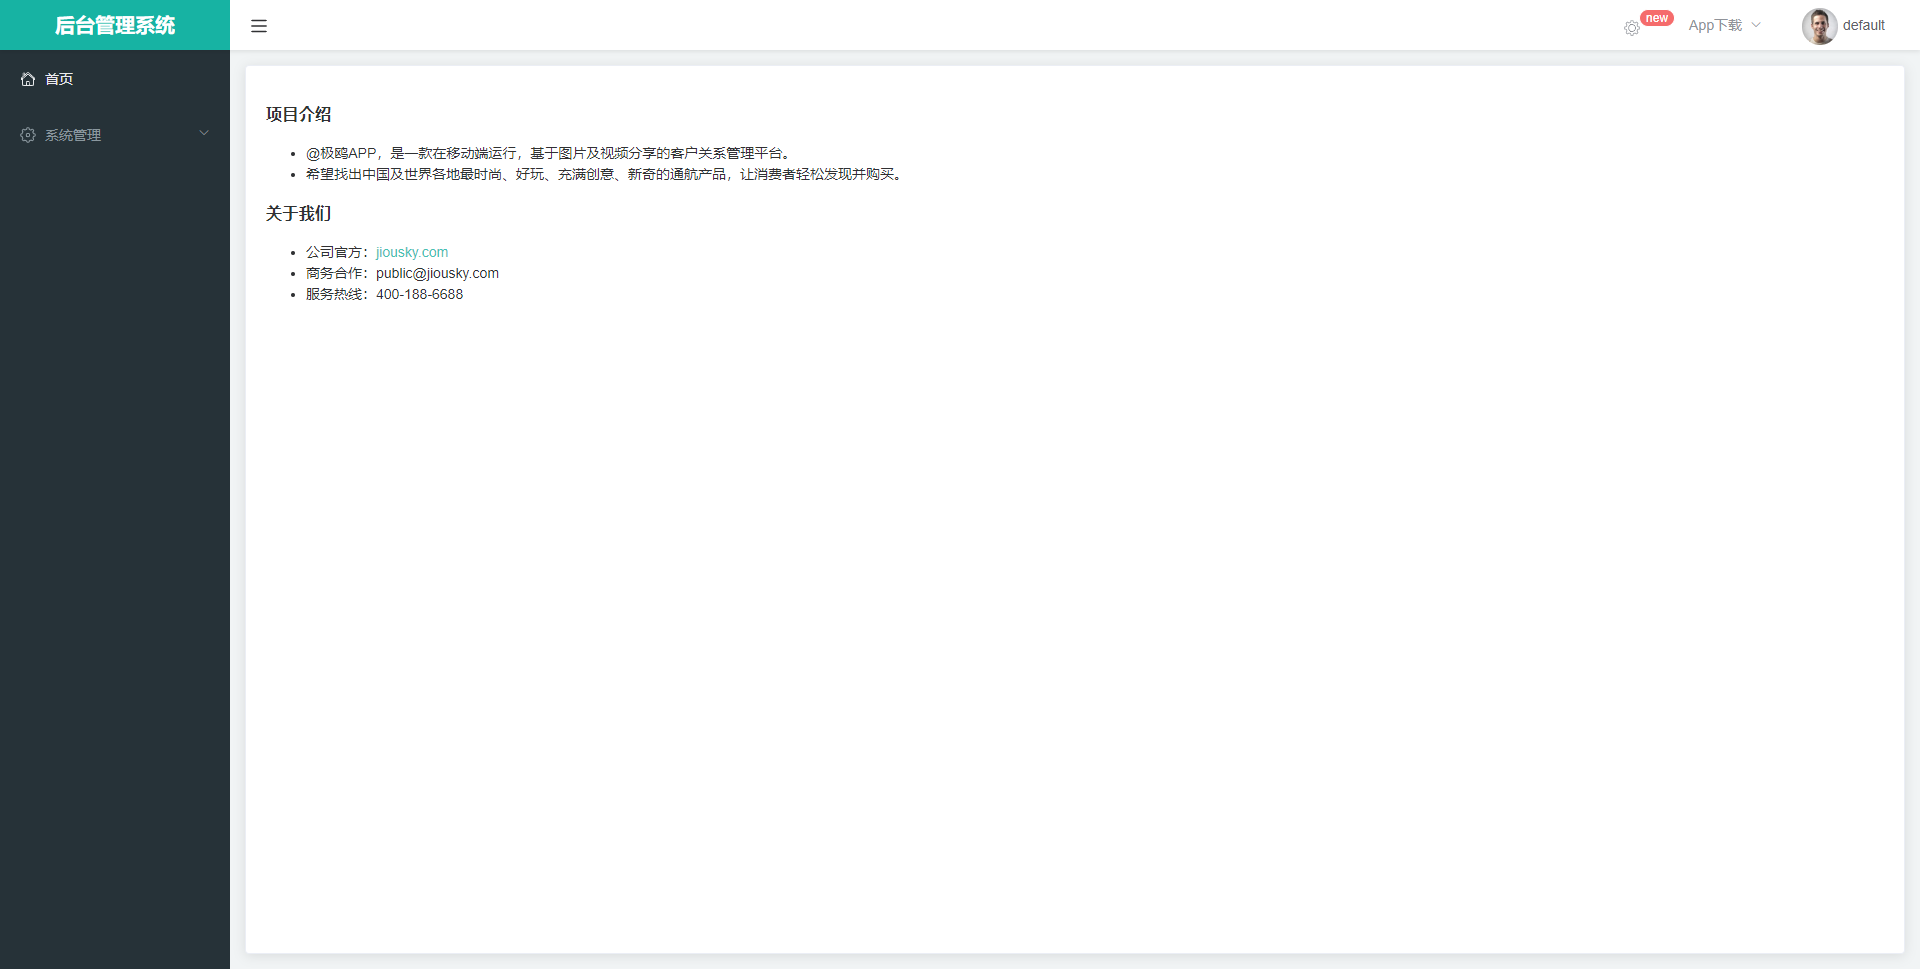 后台管理系统
new
App下载
default
首页
系统管理
项目介绍
@极鸥APP，是一款在移动端运行，基于图片及视频分享的客户关系管理平台。
希望找出中国及世界各地最时尚、好玩、充满创意、新奇的通航产品，让消费者轻松发现并购买。
关于我们
公司官方：jiousky.com
商务合作：public@jiousky.com
服务热线：400-188-6688